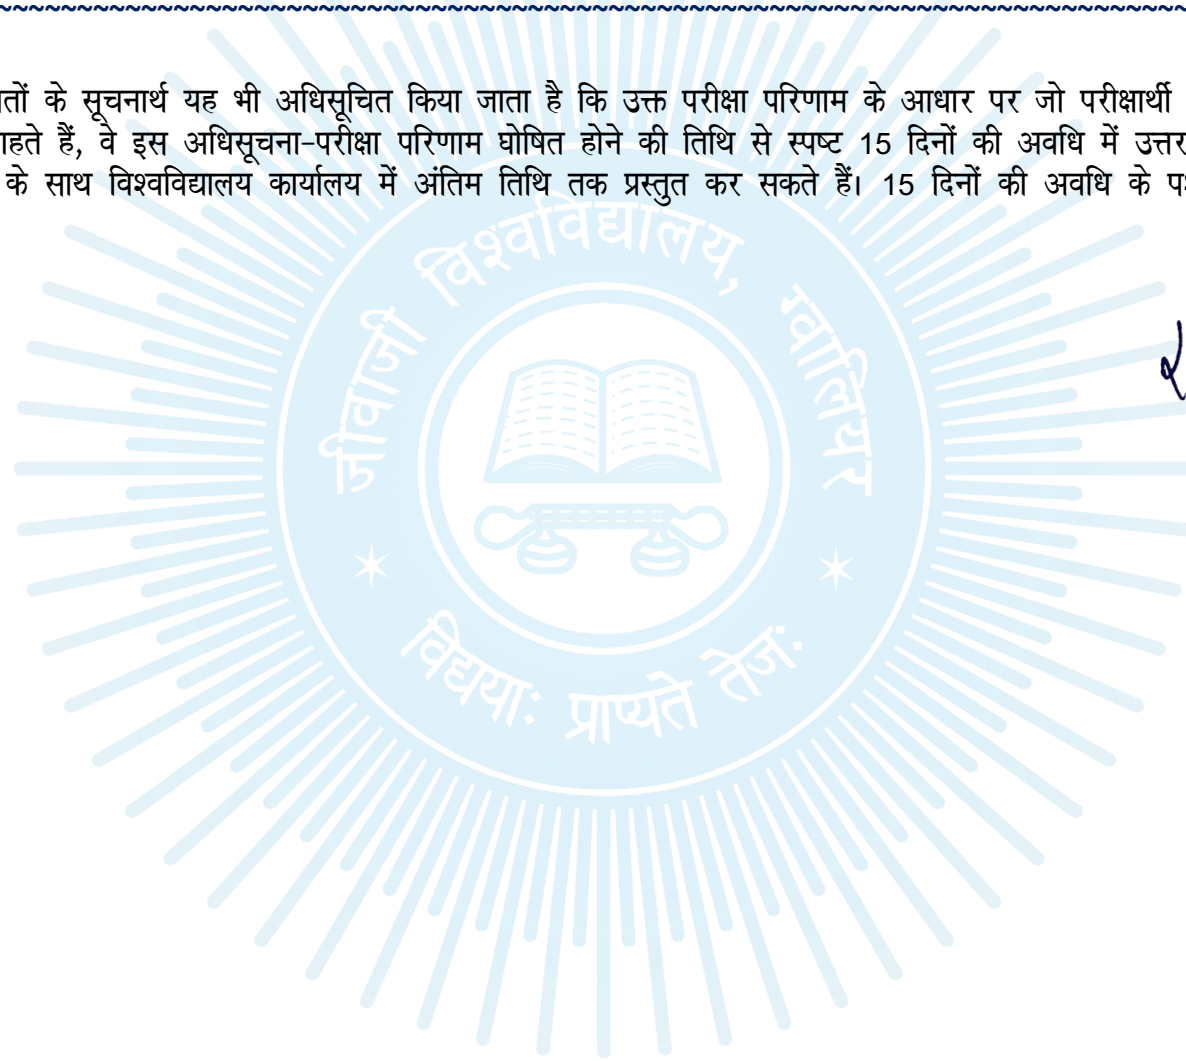 तों के सूचनार्थ यह भी अधिसूचित किया जाता है कि उक्त परीक्षा परिणाम के आधार पर जो परीक्षार्थी
हते हैं, वे इस अधिसूचना-परीक्षा परिणाम घोषित होने की तिथि से स्पष्ट 15 दिनों की अवधि में उत्तर
के साथ विश्वविद्यालय कार्यालय में अंतिम तिथि तक प्रस्तुत कर सकते हैं। 15 दिनों की अवधि के
जीवाजी विश्वविद्यालय, ग्वालियर
विद्यया: प्राप्यते तेज: